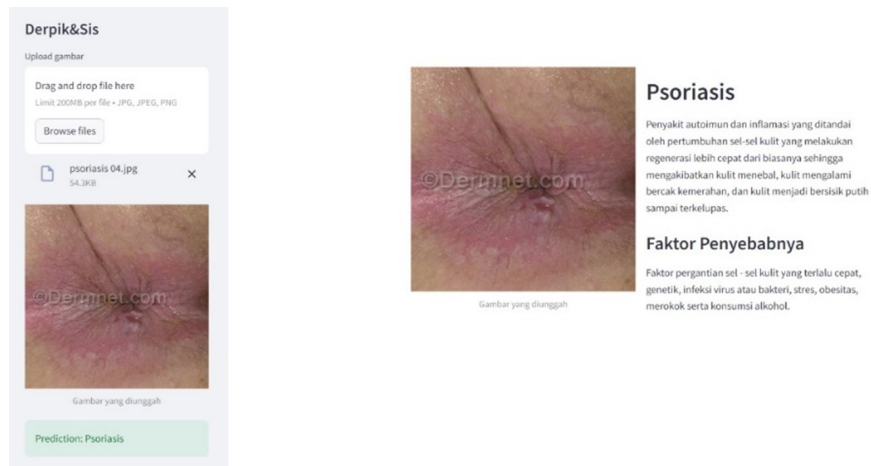 Derpik&Sis
Upload gambar
Drag and drop file here
Limit 200MB per file • JPG, JPEG, PNG
Browse files
psoriasis 04.jpg
54.3KB
©Dermnet.com
Gambar yang diunggah
Prediction: Psoriasis
©Dermnet.com
Gambar yang diunggah
Psoriasis
Penyakit autoimun dan inflamasi yang ditandai
oleh pertumbuhan sel-sel kulit yang melakukan
regenerasi lebih cepat dari biasanya sehingga
mengakibatkan kulit menebal, kulit mengalami
bercak kemerahan, dan kulit menjadi bersisik putih
sampai terkelupas.
Faktor Penyebabnya
Faktor pergantian sel - sel kulit yang terlalu cepat,
genetik, infeksi virus atau bakteri, stres, obesitas,
merokok serta konsumsi alkohol.